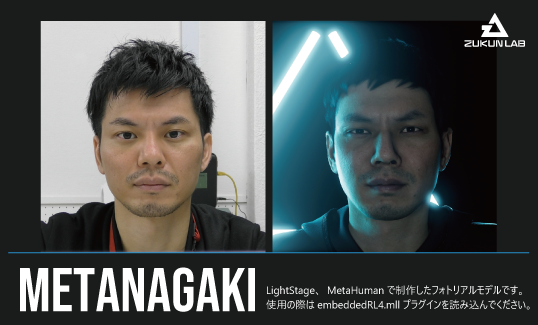 ZUKUN LAB
METANAGAKI
LightStage、 MetaHuman で制作したフォトリアルモデルです。
使用の際は embeddedRL4.mll プラグインを読み込んでください。